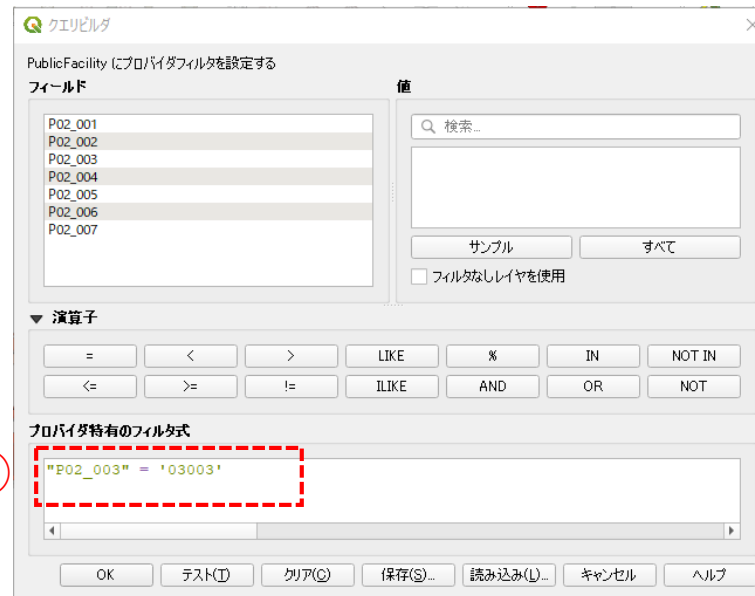 クエリビルダ
PublicFacility にプロバイダフィルタを設定する
フィールド
P02_001
P02_002
P02_003
P02_004
P02_005
P02_006
P02_007
値
検索...
サンプル
すべて
フィルタなしレイヤを使用
演算子
= < > LIKE % IN NOT IN
<= >= != ILIKE AND OR NOT
プロバイダ特有のフィルタ式
"P02_003" = '03003'
OK テスト(T) クリア(C) 保存(S)... 読み込み(L)... キャンセル ヘルプ